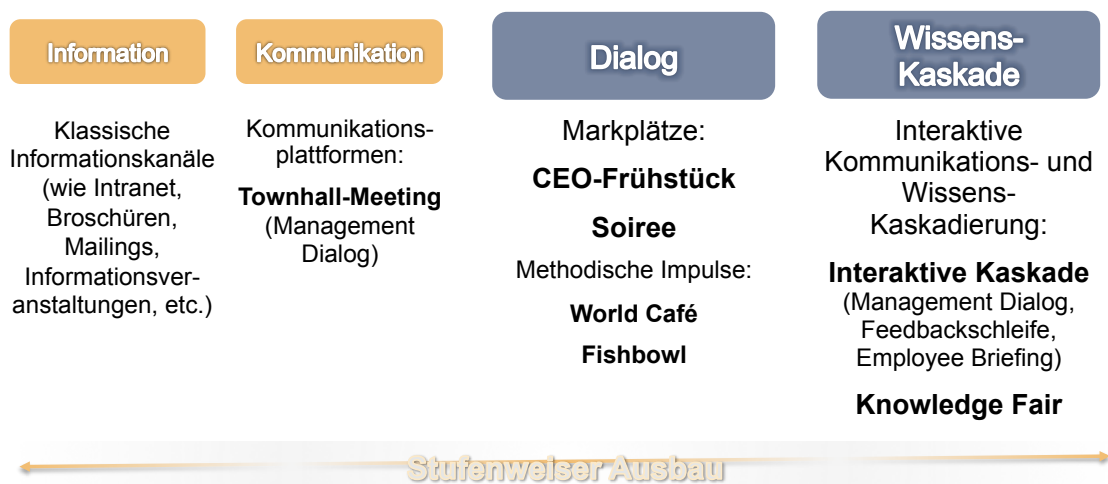 Information
Klassische
Informationskanäle
(wie Intranet,
Broschüren,
Mailings,
Informationsver-
anstaltungen, etc.)
Kommunikation
Kommunikations-
plattformen:
Townhall-Meeting
(Management
Dialog)
Dialog
Markplätze:
CEO-Frühstück
Soiree
Methodische Impulse:
World Café
Fishbowl
Wissens-
Kaskade
Interaktive
Kommunikations- und
Wissens-
Kaskadierung:
Interaktive Kaskade
(Management Dialog,
Feedbackschleife,
Employee Briefing)
Knowledge Fair
Stufenweiser Ausbau